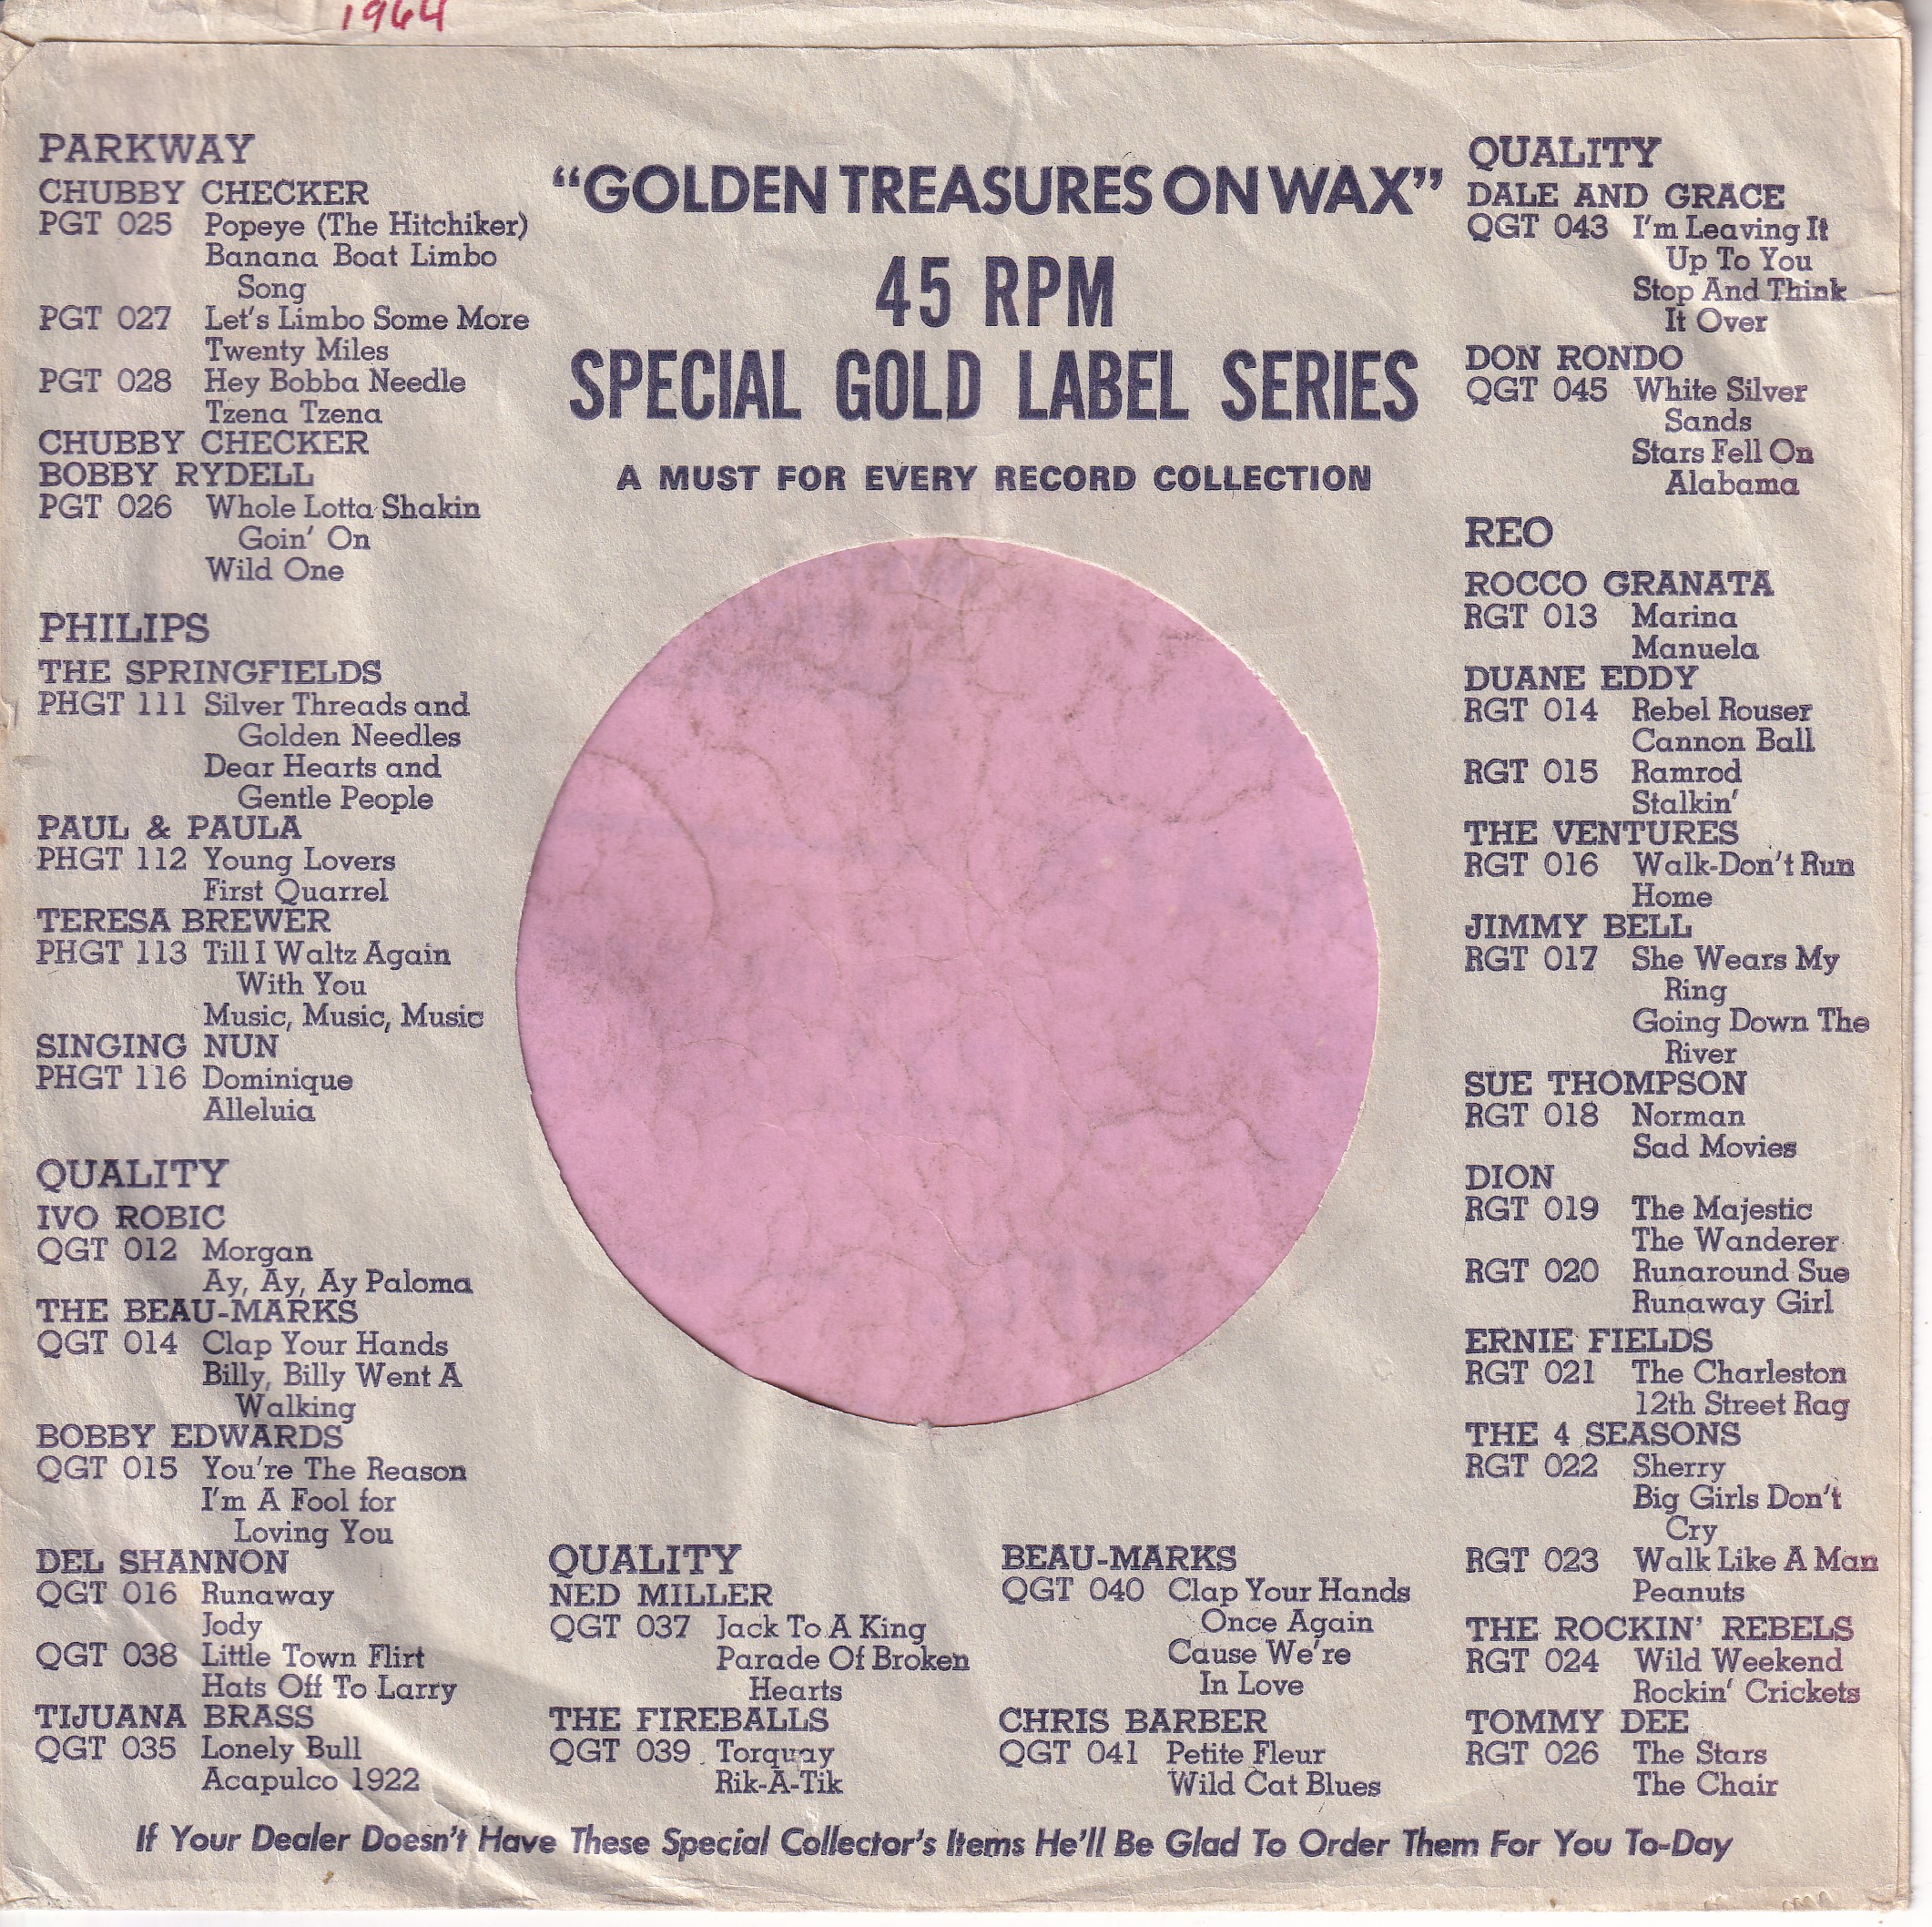 1964
PARKWAY
CHUBBY CHECKER
PGT 025 Popeye (The Hitchiker)
Banana Boat Limbo
Song
PGT 027 Let's Limbo Some More
Twenty Miles
PGT 028 Hey Bobba Needle
Tzena Tzena
CHUBBY CHECKER
BOBBY RYDELL
PGT 026 Whole Lotta Shakin
Goin' On
Wild One
PHILIPS
THE SPRINGFIELDS
PHGT 111 Silver Threads and
Golden Needles
Dear Hearts and
Gentle People
PAUL & PAULA
PHGT 112 Young Lovers
First Quarrel
TERESA BREWER
PHGT 113 Till I Waltz Again
With You
Music, Music, Music
SINGING NUN
PHGT 116 Dominique
Alleluia
QUALITY
IVO ROBIC
QGT 012 Morgan
Ay, Ay, Ay Paloma
THE BEAU-MARKS
QGT 014 Clap Your Hands
Billy, Billy Went A
Walking
BOBBY EDWARDS
QGT 015 You're The Reason
I'm A Fool for
Loving You
DEL SHANNON
QGT 016 Runaway
Jody
QGT 038 Little Town Flirt
Hats Off To Larry
TIJUANA BRASS
QGT 035 Lonely Bull
Acapulco 1922
"GOLDEN TREASURES ON WAX"
45 RPM
SPECIAL GOLD LABEL SERIES
A MUST FOR EVERY RECORD COLLECTION
QUALITY
NED MILLER
QGT 037 Jack To A King
Parade Of Broken
Hearts
THE FIREBALLS
QGT 039 Torquay
Rik-A-Tik
BEAU-MARKS
QGT 040 Clap Your Hands
Once Again
Cause We're
In Love
CHRIS BARBER
QGT 041 Petite Fleur
Wild Cat Blues
QUALITY
DALE AND GRACE
QGT 043 I'm Leaving It
Up To You
Stop And Think
It Over
DON RONDO
QGT 045 White Silver
Sands
Stars Fell On
Alabama
REO
ROCCO GRANATA
RGT 013 Marina
Manuela
DUANE EDDY
RGT 014 Rebel Rouser
Cannon Ball
RGT 015 Ramrod
Stalkin'
THE VENTURES
RGT 016 Walk-Don't Run
Home
JIMMY BELL
RGT 017 She Wears My
Ring
Going Down The
River
SUE THOMPSON
RGT 018 Norman
Sad Movies
DION
RGT 019 The Majestic
The Wanderer
RGT 020 Runaround Sue
Runaway Girl
ERNIE FIELDS
RGT 021 The Charleston
12th Street Rag
THE 4 SEASONS
RGT 022 Sherry
Big Girls Don't
Cry
RGT 023 Walk Like A Man
Peanuts
THE ROCKIN' REBELS
RGT 024 Wild Weekend
Rockin' Crickets
TOMMY DEE
RGT 026 The Stars
The Chair
If Your Dealer Doesn't Have These Special Collector's Items He'll Be Glad To Order Them For You To-Day